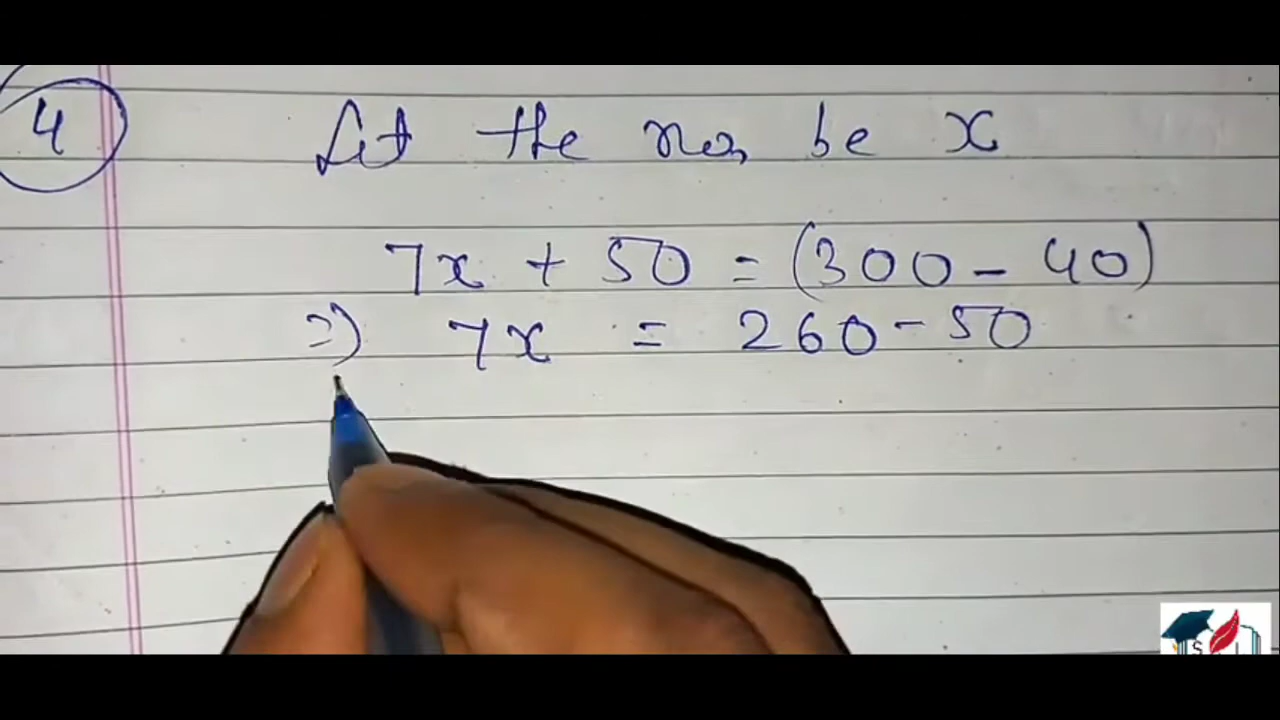 4
Let the no, be x
7x + 50 = (300 - 40)
=) 7x = 260 - 50
S L